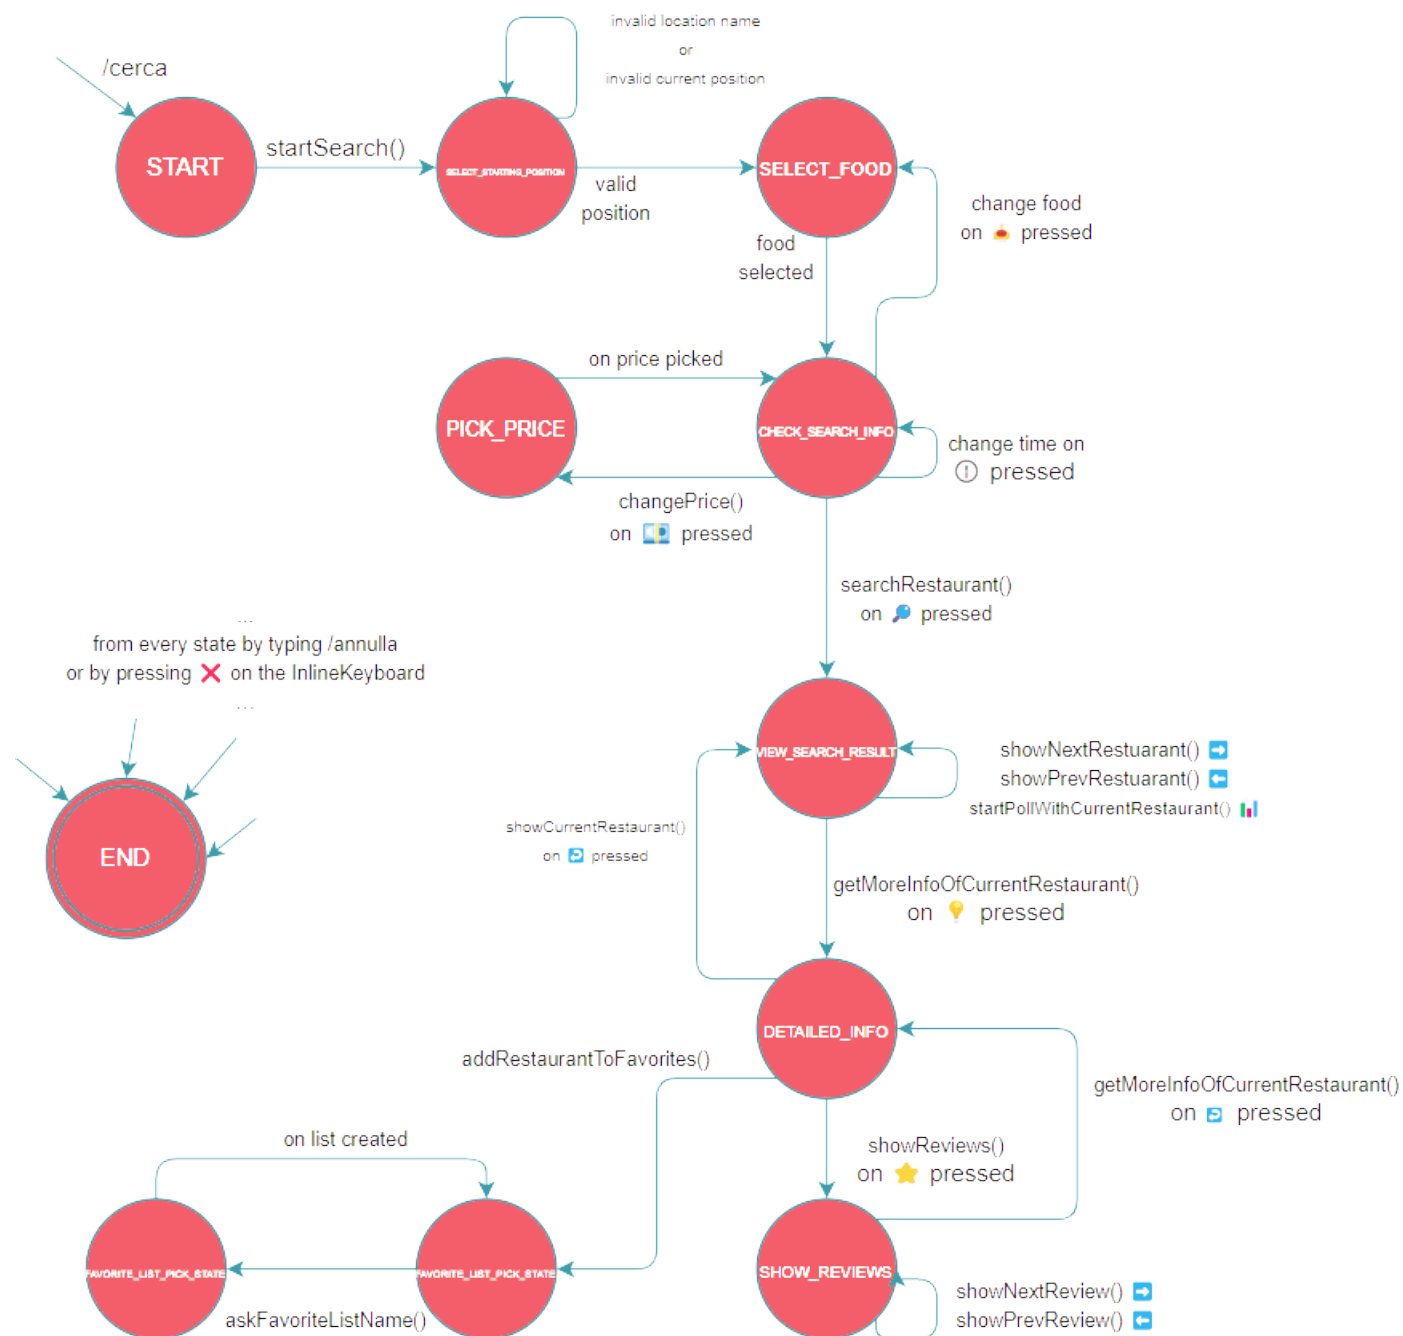 invalid location name
or
invalid current position
/cerca
START
startSearch()
SELECT_STARTING_POSITION
valid
position
SELECT_FOOD
change food
on pressed
food
selected
on price picked
PICK_PRICE
CHECK_SEARCH_INFO
change time on
pressed
changePrice()
on pressed
searchRestaurant()
on pressed
...
from every state by typing /annulla
or by pressing on the InlineKeyboard
...
VIEW_SEARCH_RESULT
showNextRestuarant()
showPrevRestuarant()
startPollWithCurrentRestaurant()
showCurrentRestaurant()
on pressed
END
getMoreInfoOfCurrentRestaurant()
on pressed
DETAILED_INFO
addRestaurantToFavorites()
getMoreInfoOfCurrentRestaurant()
on pressed
on list created
showReviews()
on pressed
FAVORITE_LIST_PICK_STATE
FAVORITE_LIST_PICK_STATE
SHOW_REVIEWS
askFavoriteListName()
showNextReview()
showPrevReview()